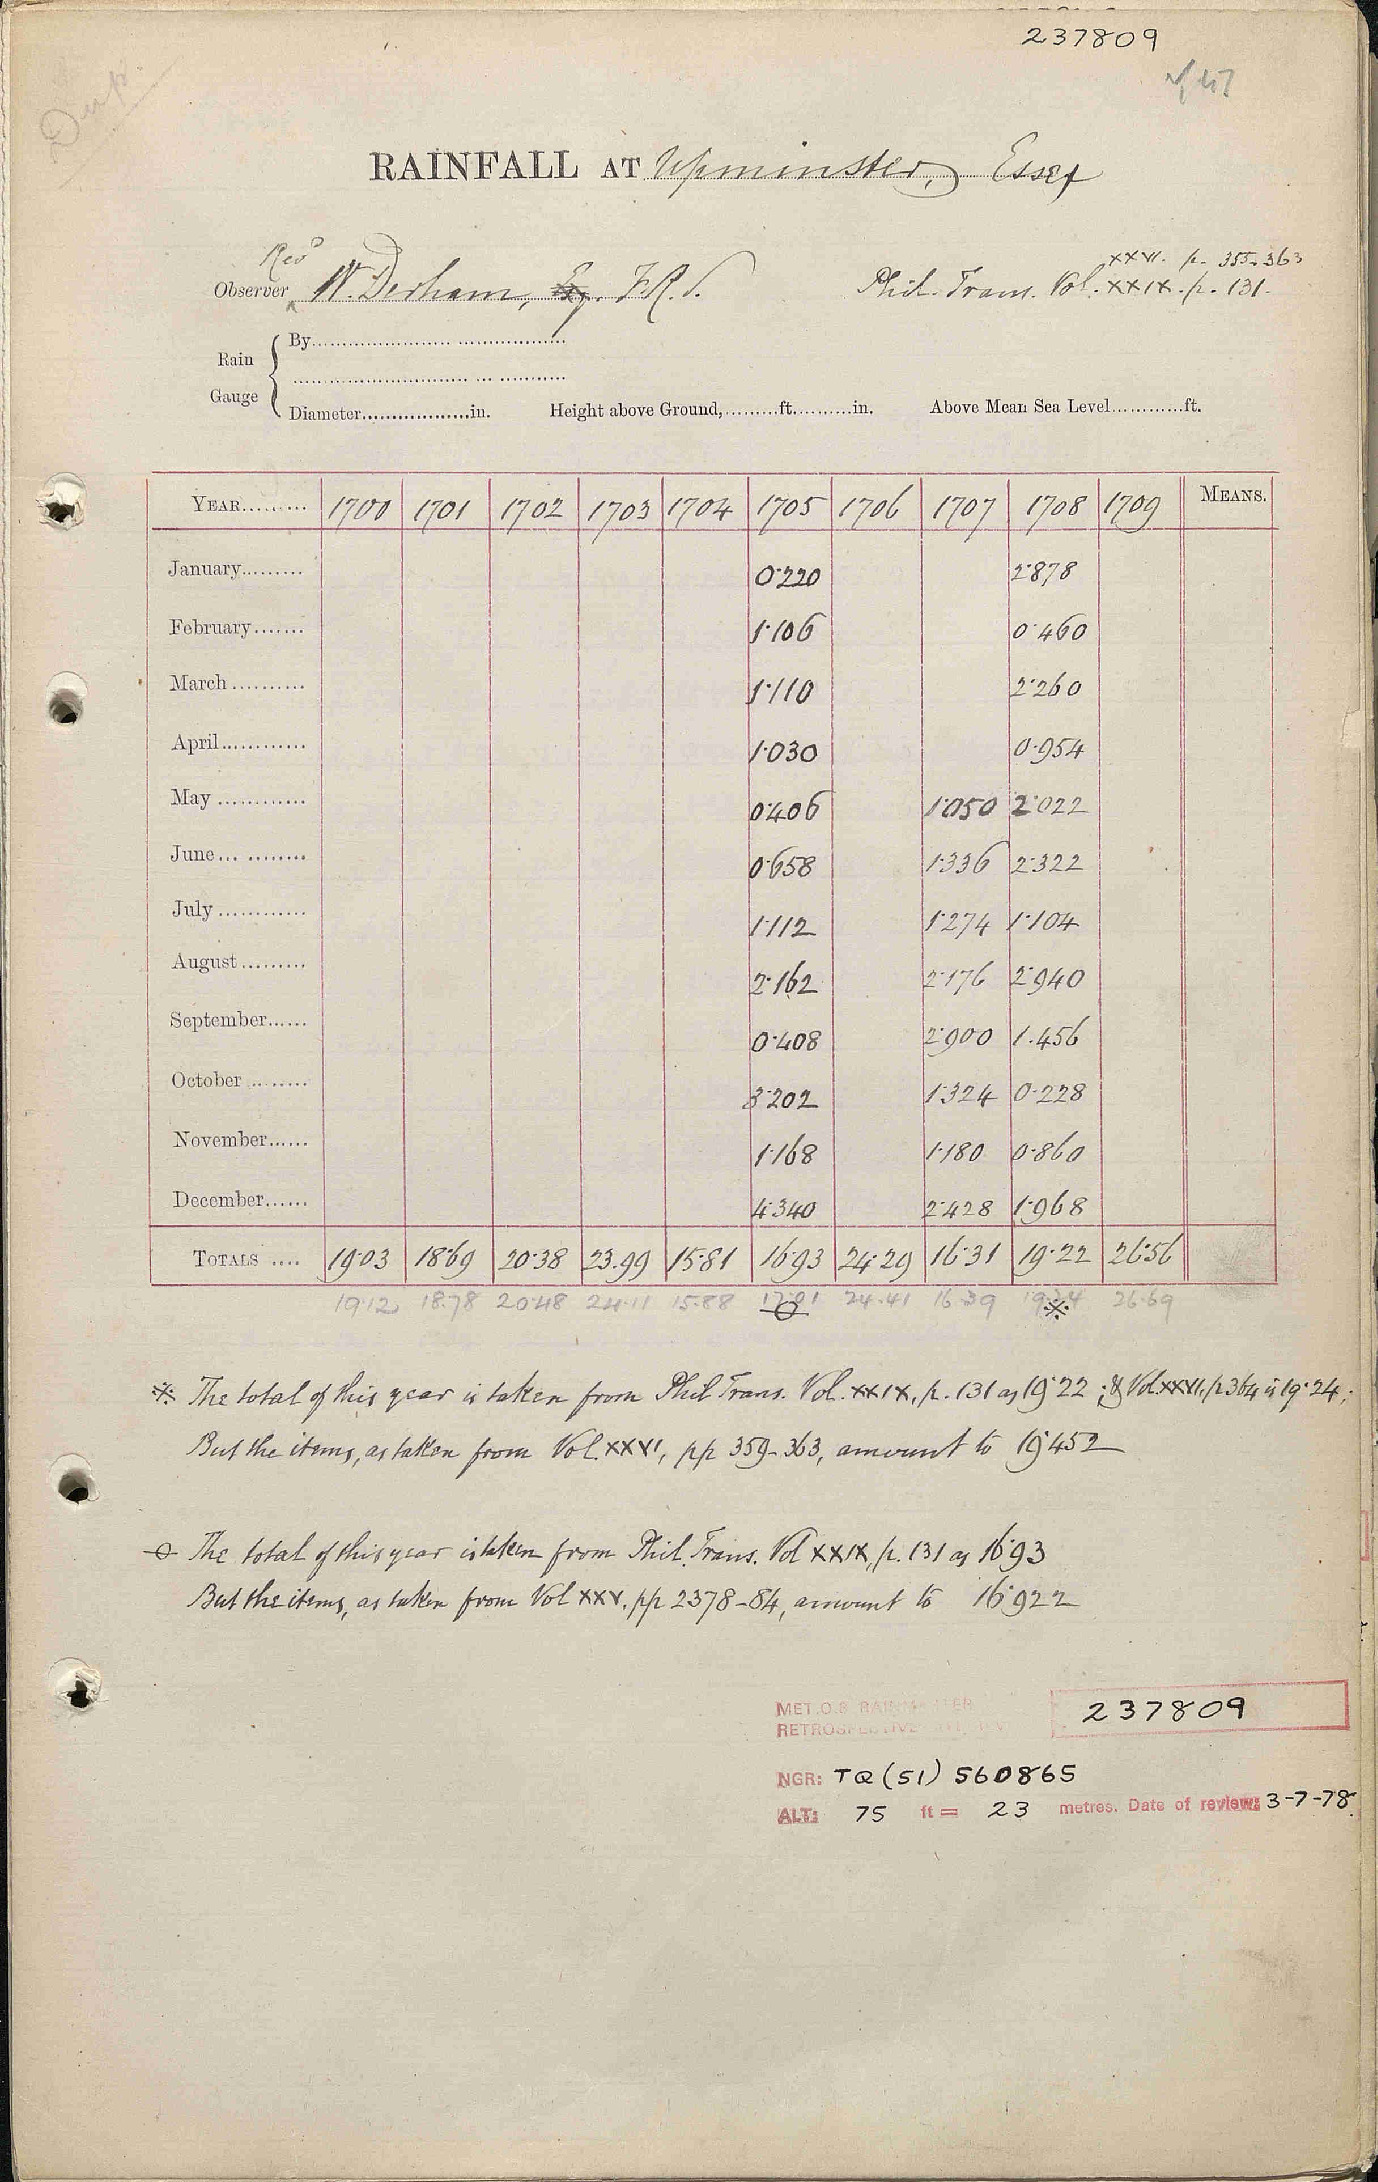 237809
Dup.
RAINFALL AT Upminster, Essex
Revd
Observer W. Derham, Esq. F.R.S.
XXVI. p. 355-363
Phil. Trans. Vol. XXIX. p. 131.
Rain Gauge
By
Diameter in. Height above Ground, ft. in. Above Mean Sea Level ft.
YEAR 1700 1701 1702 1703 1704 1705 1706 1707 1708 1709 MEANS.
January 0.220 2.878
February 1.106 0.460
March 1.110 2.260
April 1.030 0.954
May 0.406 1.050 2.022
June 0.658 1.336 2.322
July 1.112 1.274 1.104
August 2.162 2.176 2.940
September 0.408 2.900 1.456
October 3.202 1.324 0.228
November 1.168 1.180 0.860
December 4.340 2.428 1.968
TOTALS 19.03 18.69 20.38 23.99 15.81 16.93 24.29 16.31 19.22 26.56
19.12 18.78 20.48 24.11 15.88 17.01 24.41 16.39 19.24 26.69
※ The total of this year is taken from Phil Trans. Vol. XXIX, p. 131 as 19.22; & Vol XXVI, p 364 is 19.24;
But the items, as taken from Vol. XXVI, pp 359-363, amount to 19.452
The total of this year is taken from Phil. Trans. Vol XXIX, p. 131 as 16.93
But the items, as taken from Vol XXV. pp 2378-84, amount to 16.922
MET.O.8 RAINMASTER
RETROSPECTIVE 237809
NGR: TQ (51) 560865
ALT: 75 ft = 23 metres. Date of review: 3-7-78.